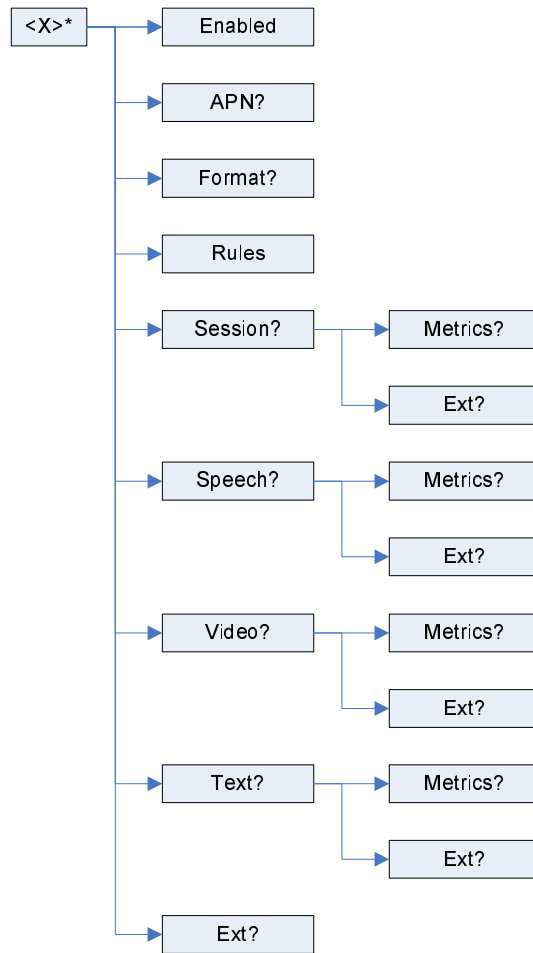 <X>*
Enabled
APN?
Format?
Rules
Session?
Metrics?
Ext?
Speech?
Metrics?
Ext?
Video?
Metrics?
Ext?
Text?
Metrics?
Ext?
Ext?